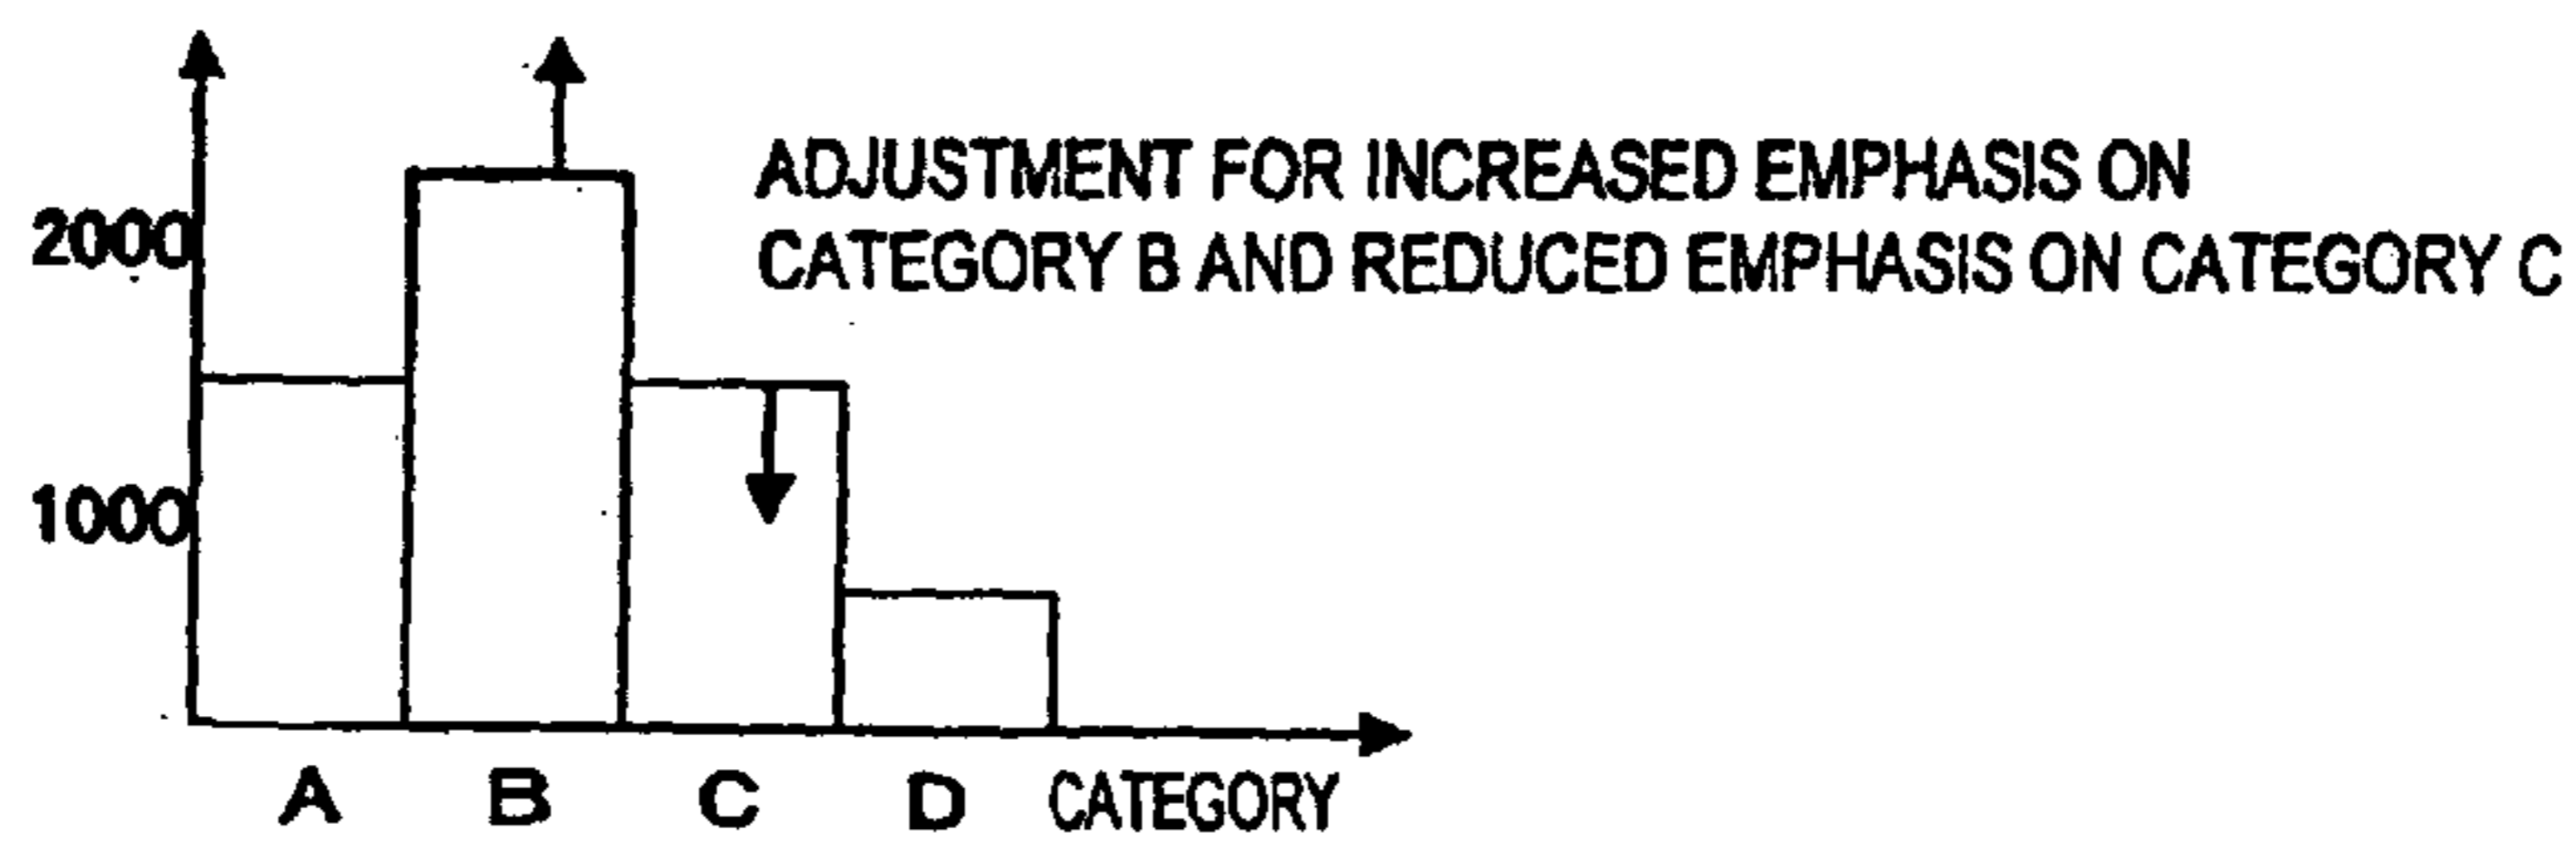 ADJUSTMENT FOR INCREASED EMPHASIS ON
CATEGORY B AND REDUCED EMPHASIS ON CATEGORY C
2000
1000
A B C D CATEGORY